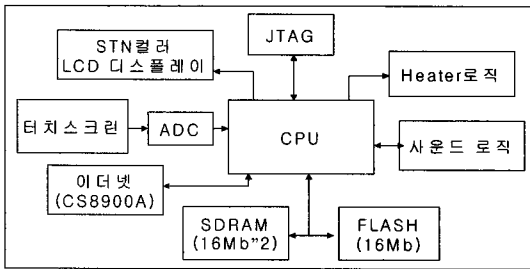 STN컬러
LCD 디스플레이
JTAG
Heater로직
터치스크린
ADC
CPU
사운드 로직
이더넷
(CS8900A)
SDRAM
(16Mb"2)
FLASH
(16Mb)